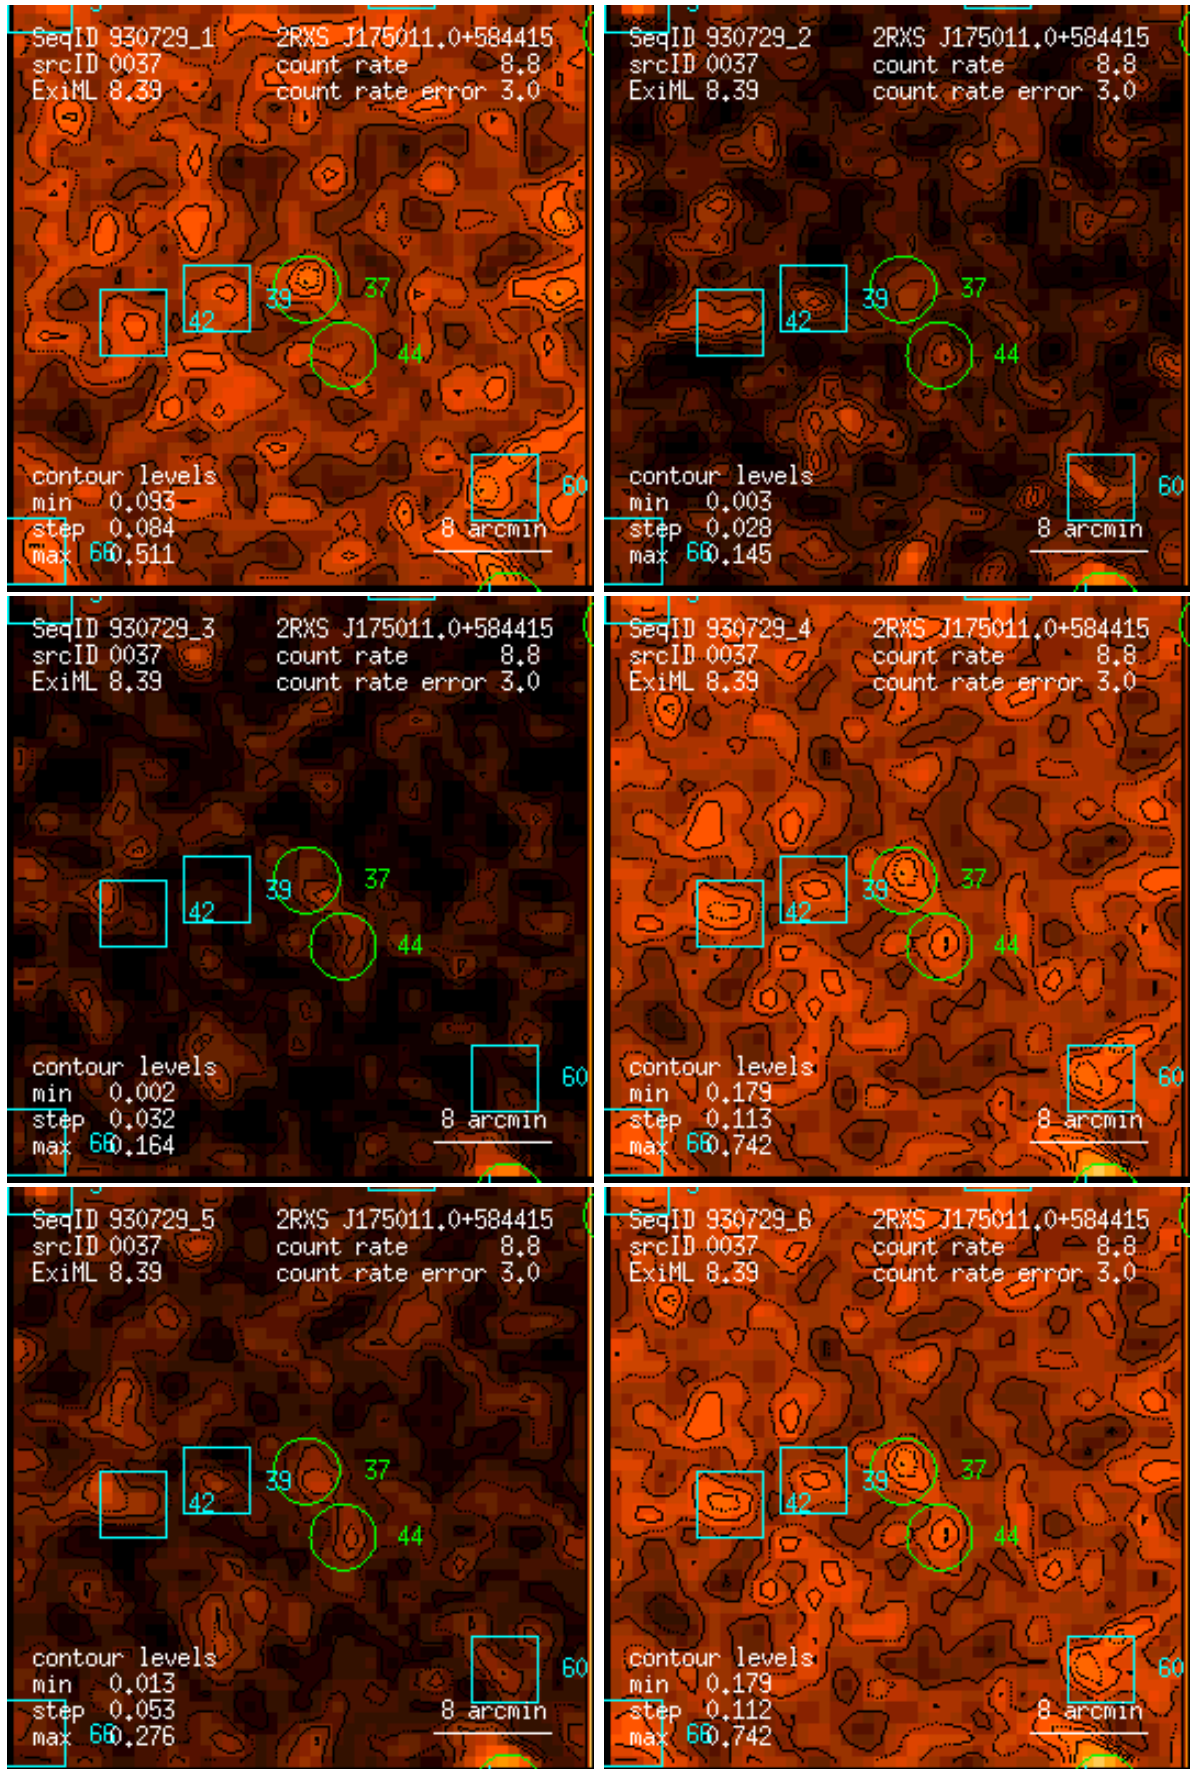 SeqID 930729_1 2RXS J175011.0+584415
srcID 0037 count rate 8.8
ExiML 8.39 count rate error 3.0
37
39
42
44
contour levels
min 0.093
step 0.084
max 0.511
60
66
8 arcmin
SeqID 930729_2 2RXS J175011.0+584415
srcID 0037 count rate 8.8
ExiML 8.39 count rate error 3.0
37
39
42
44
contour levels
min 0.003
step 0.028
max 0.145
60
66
8 arcmin
SeqID 930729_3 2RXS J175011.0+584415
srcID 0037 count rate 8.8
ExiML 8.39 count rate error 3.0
37
39
42
44
contour levels
min 0.002
step 0.032
max 0.164
60
66
8 arcmin
SeqID 930729_4 2RXS J175011.0+584415
srcID 0037 count rate 8.8
ExiML 8.39 count rate error 3.0
37
39
42
44
contour levels
min 0.179
step 0.113
max 0.742
60
66
8 arcmin
SeqID 930729_5 2RXS J175011.0+584415
srcID 0037 count rate 8.8
ExiML 8.39 count rate error 3.0
37
39
42
44
contour levels
min 0.013
step 0.053
max 0.276
60
66
8 arcmin
SeqID 930729_6 2RXS J175011.0+584415
srcID 0037 count rate 8.8
ExiML 8.39 count rate error 3.0
37
39
42
44
contour levels
min 0.179
step 0.112
max 0.742
60
66
8 arcmin